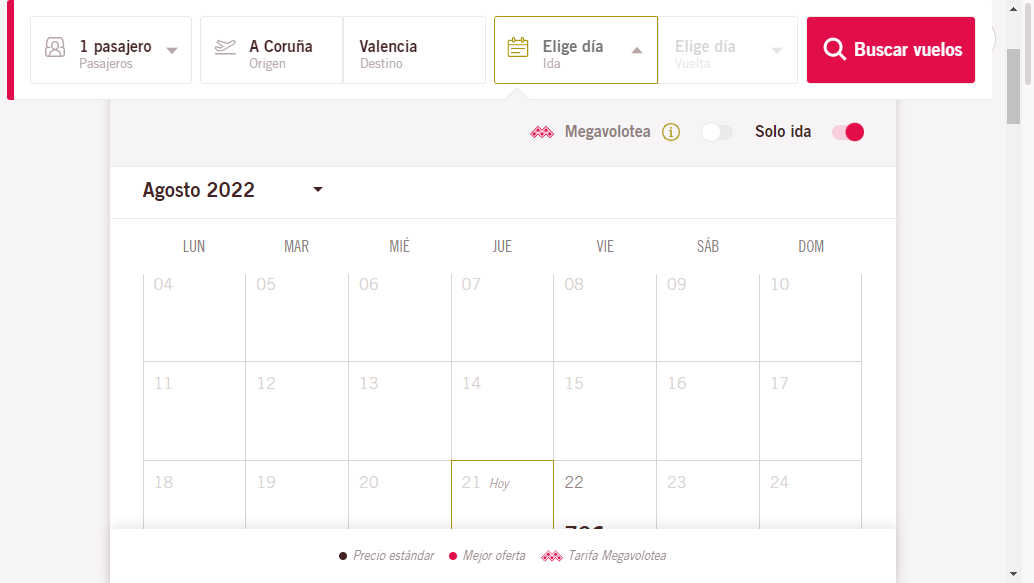 1 pasajero
Pasajeros
A Coruña
Origen
Valencia
Destino
Elige día
Ida
Elige día
Vuelta
Buscar vuelos
Megavolotea
Solo ida
Agosto 2022
LUN MAR MIÉ JUE VIE SÁB DOM
04 05 06 07 08 09 10
11 12 13 14 15 16 17
18 19 20 21 Hoy 22 23 24
Precio estándar Mejor oferta Tarifa Megavolotea